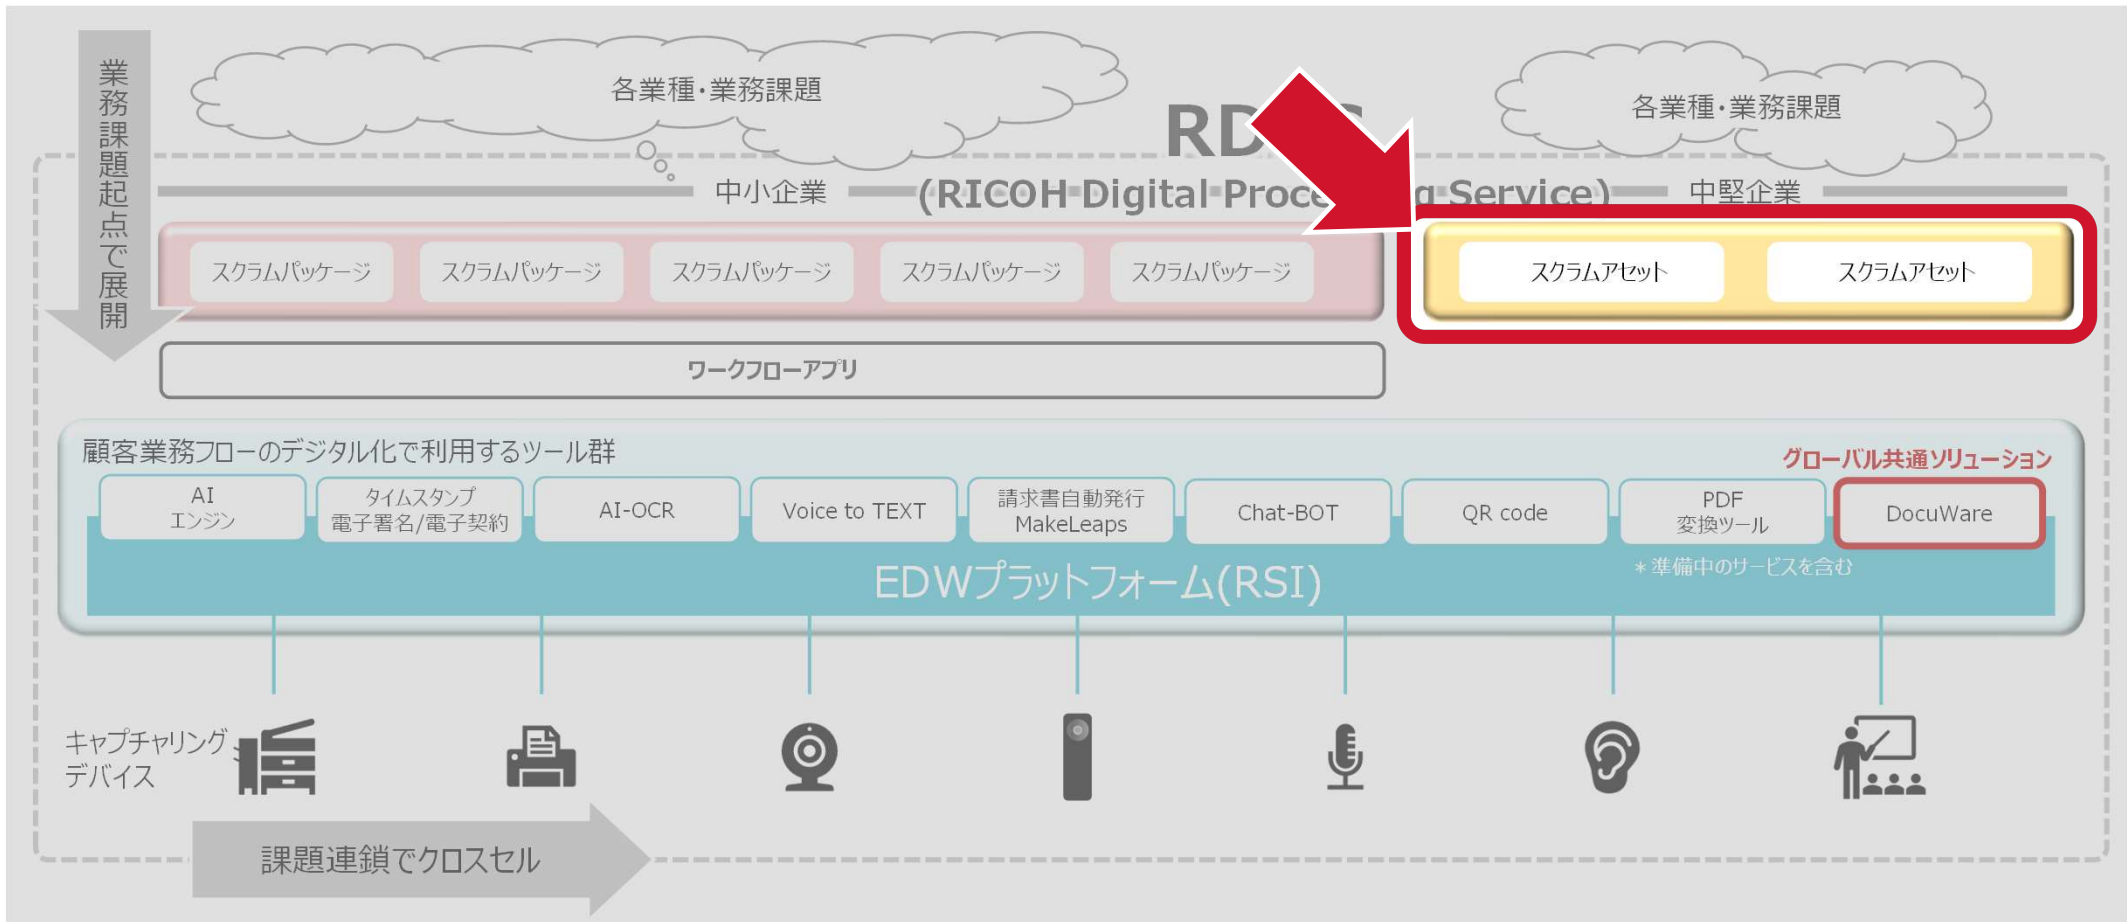 業務課題起点で展開
各業種・業務課題
各業種・業務課題
中小企業
(RICOH Digital
Service)
中堅企業
スクラムパッケージ
スクラムパッケージ
スクラムパッケージ
スクラムパッケージ
スクラムパッケージ
スクラムアセット
スクラムアセット
ワークフローアプリ
顧客業務フローのデジタル化で利用するツール群
グローバル共通ソリューション
AI
エンジン
タイムスタンプ
電子署名/電子契約
AI-OCR
Voice to TEXT
請求書自動発行
MakeLeaps
Chat-BOT
QR code
PDF
変換ツール
DocuWare
EDWプラットフォーム(RSI)
＊準備中のサービスを含む
キャプチャリング
デバイス
課題連鎖でクロスセル